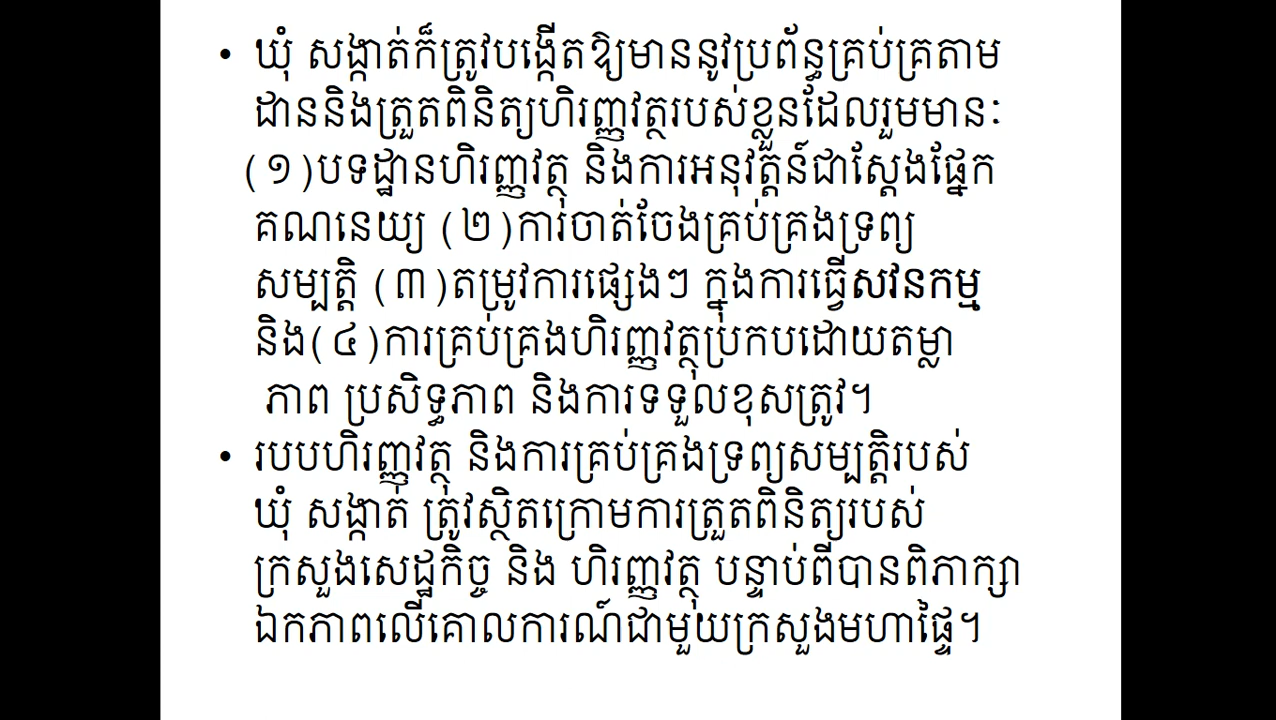 • ឃុំ សង្កាត់ក៏ត្រូវបង្កើតឱ្យមាននូវប្រព័ន្ធគ្រប់គ្រតាម
ដាននិងត្រួតពិនិត្យហិរញ្ញវត្ថរបស់ខ្លួនដែលរួមមានៈ
(១)បទដ្ឋានហិរញ្ញវត្ថុ និងការអនុវត្តន៍ជាស្តែងផ្នែក
គណនេយ្យ (២)ការចាត់ចែងគ្រប់គ្រងទ្រព្យ
សម្បត្តិ (៣)តម្រូវការផ្សេងៗ ក្នុងការធ្វើសវនកម្ម
និង(៤)ការគ្រប់គ្រងហិរញ្ញវត្ថុប្រកបដោយតម្លា
ភាព ប្រសិទ្ធភាព និងការទទួលខុសត្រូវ។
• របបហិរញ្ញវត្ថុ និងការគ្រប់គ្រងទ្រព្យសម្បត្តិរបស់
ឃុំ សង្កាត់ ត្រូវស្ថិតក្រោមការត្រួតពិនិត្យរបស់
ក្រសួងសេដ្ឋកិច្ច និង ហិរញ្ញវត្ថុ បន្ទាប់ពីបានពិភាក្សា
ឯកភាពលើគោលការណ៍ជាមួយក្រសួងមហាផ្ទៃ។